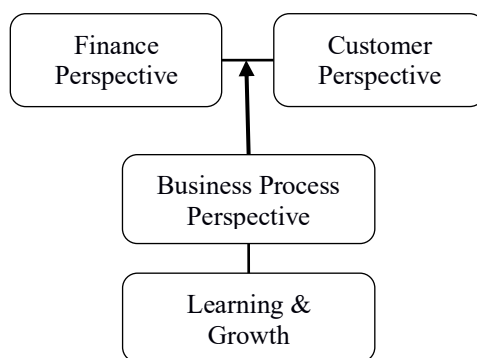 Finance
Perspective
Customer
Perspective
Business Process
Perspective
Learning &
Growth